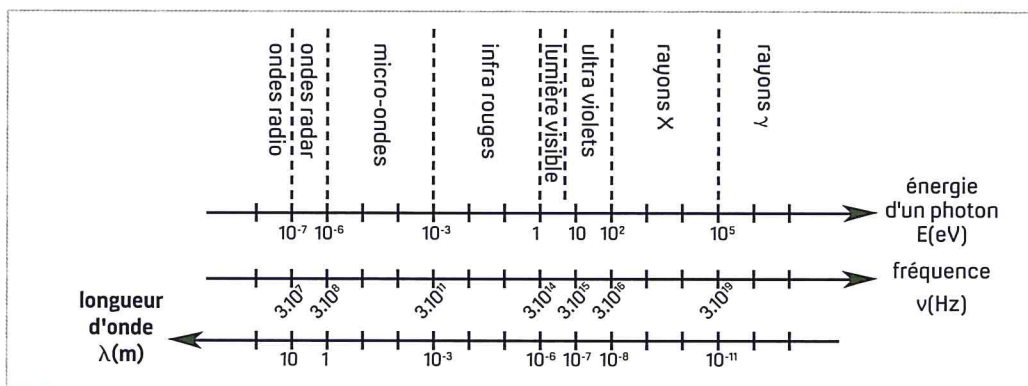 ondes radio
ondes radar
micro-ondes
infra rouges
lumière visible
ultra violets
rayons X
rayons γ
énergie
d'un photon
E(eV)
10⁻⁷ 10⁻⁶ 10⁻³ 1 10 10² 10⁵
fréquence
ν(Hz)
3.10⁷ 3.10⁸ 3.10¹¹ 3.10¹⁴ 3.10¹⁵ 3.10¹⁶ 3.10¹⁹
longueur
d'onde
λ(m)
10 1 10⁻³ 10⁻⁶ 10⁻⁷ 10⁻⁸ 10⁻¹¹